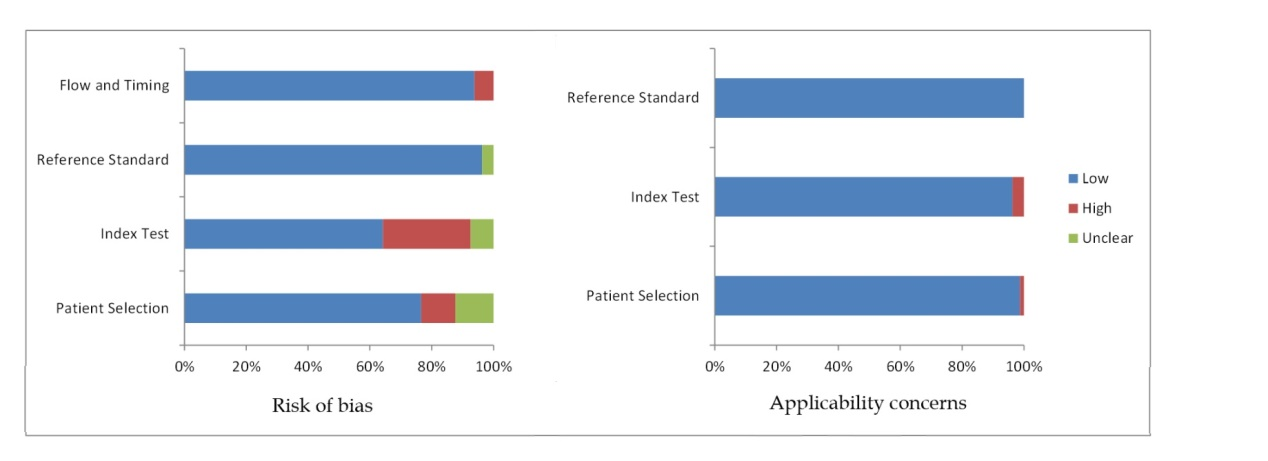 Flow and Timing
Reference Standard
Index Test
Patient Selection
0% 20% 40% 60% 80% 100%
Risk of bias
Reference Standard
Index Test
Patient Selection
0% 20% 40% 60% 80% 100%
Applicability concerns
Low
High
Unclear